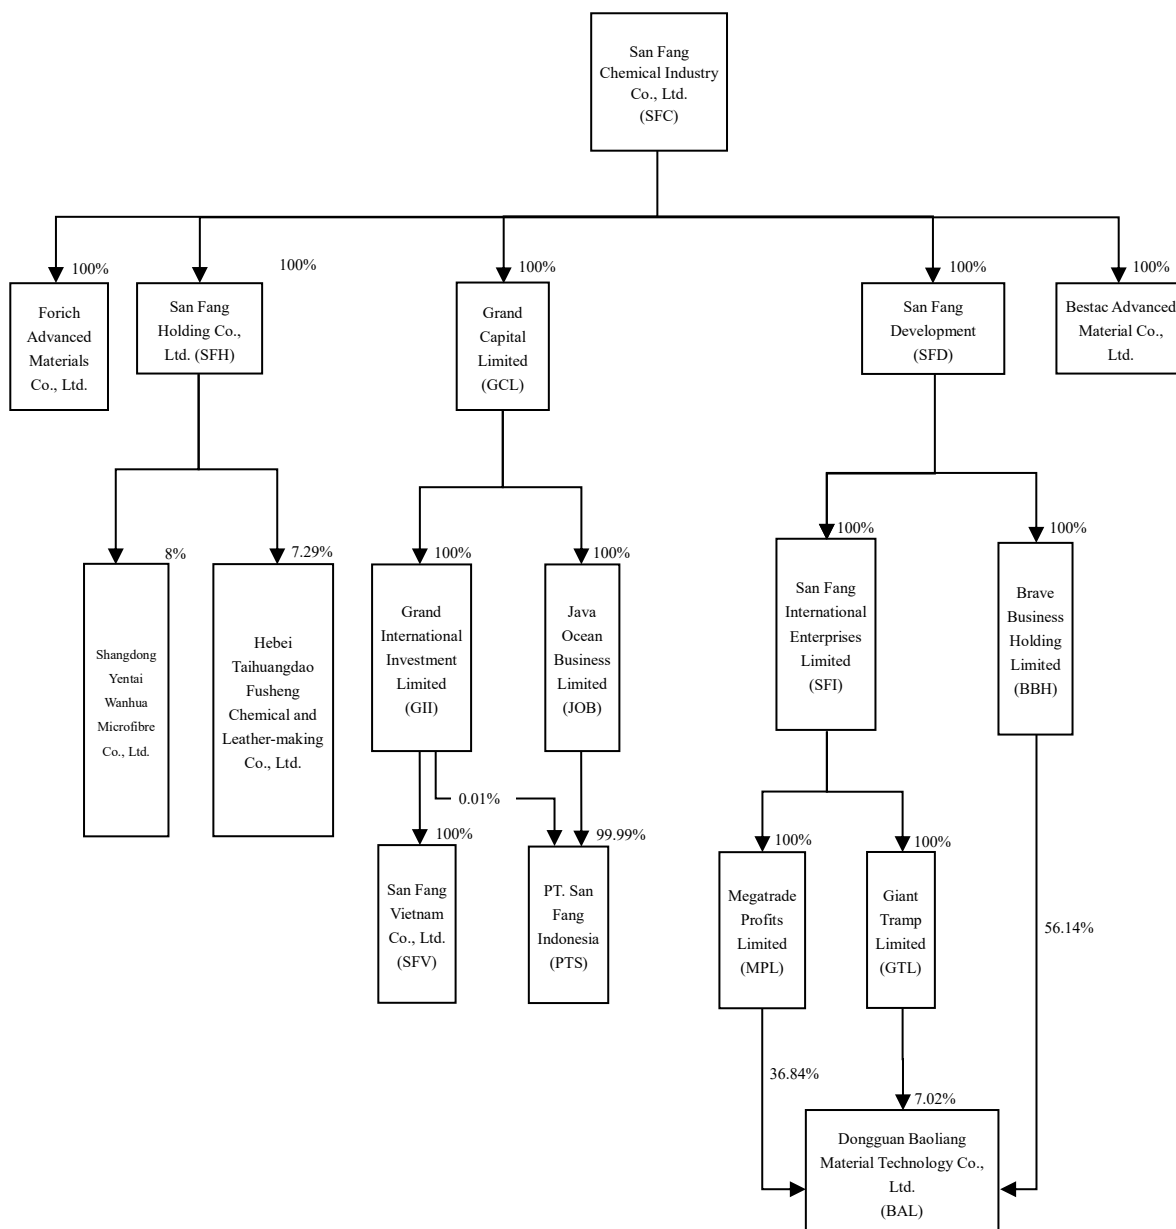 San Fang
Chemical Industry
Co., Ltd.
(SFC)
100%
100%
100%
100%
100%
Forich
Advanced
Materials
Co., Ltd.
San Fang
Holding Co.,
Ltd. (SFH)
Grand
Capital
Limited
(GCL)
San Fang
Development
(SFD)
Bestac Advanced
Material Co.,
Ltd.
8%
7.29%
100%
100%
100%
100%
Shangdong
Yentai
Wanhua
Microfibre
Co., Ltd.
Hebei
Taihuangdao
Fusheng
Chemical and
Leather-making
Co., Ltd.
Grand
International
Investment
Limited
(GII)
Java
Ocean
Business
Limited
(JOB)
San Fang
International
Enterprises
Limited
(SFI)
Brave
Business
Holding
Limited
(BBH)
0.01%
100%
99.99%
100%
100%
San Fang
Vietnam
Co., Ltd.
(SFV)
PT. San
Fang
Indonesia
(PTS)
Megatrade
Profits
Limited
(MPL)
Giant
Tramp
Limited
(GTL)
56.14%
36.84%
7.02%
Dongguan Baoliang
Material Technology Co.,
Ltd.
(BAL)